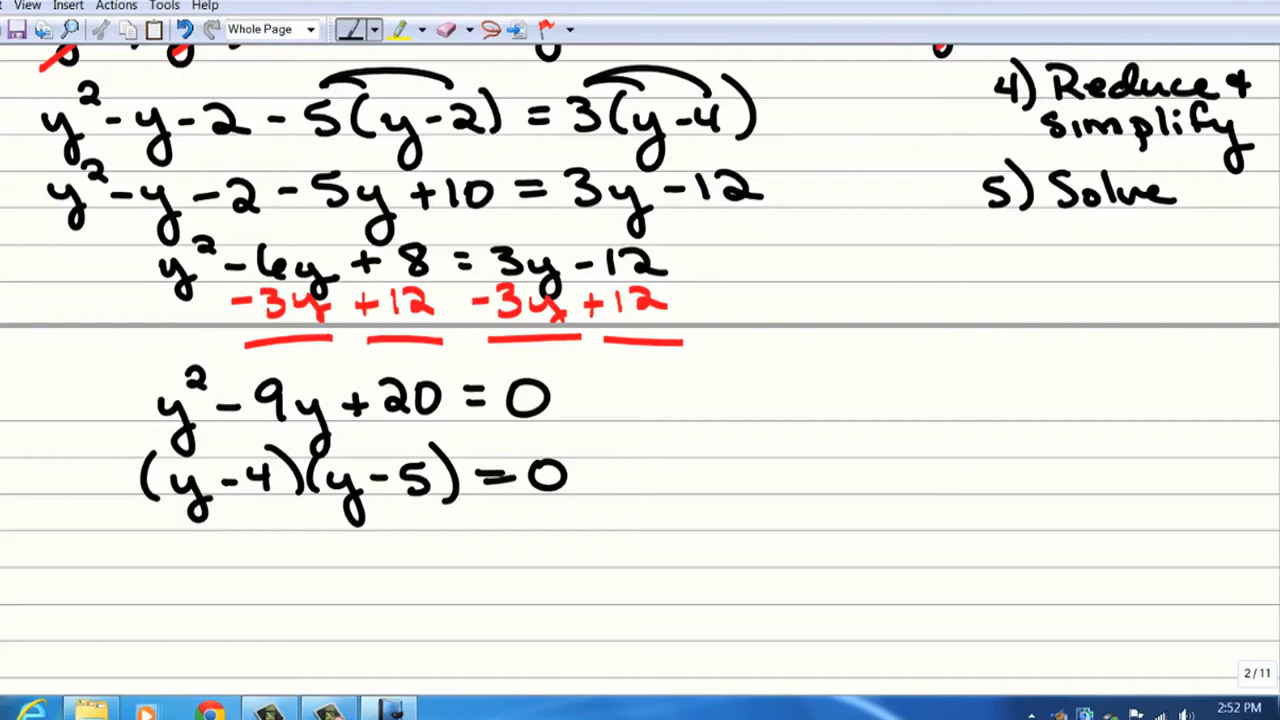 View Insert Actions Tools Help
Whole Page
y² - y - 2 - 5(y - 2) = 3(y - 4)
y² - y - 2 - 5y + 10 = 3y - 12
y² - 6y + 8 = 3y - 12
-3y + 12 -3y + 12
y² - 9y + 20 = 0
(y - 4)(y - 5) = 0
4) Reduce +
simplify
5) Solve
2 / 11
2:52 PM